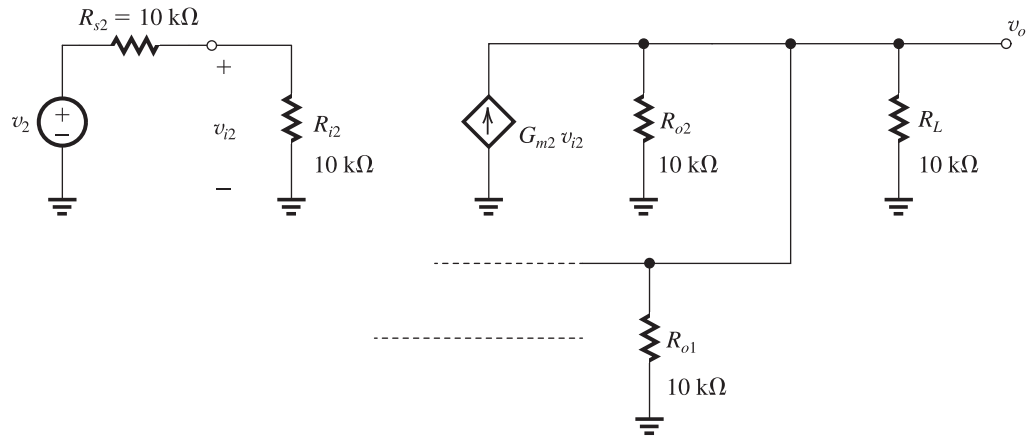 R_{s2} = 10 kΩ
v_2
+
−
+
v_{i2}
−
R_{i2}
10 kΩ
G_{m2} v_{i2}
R_{o2}
10 kΩ
R_L
10 kΩ
v_o
R_{o1}
10 kΩ